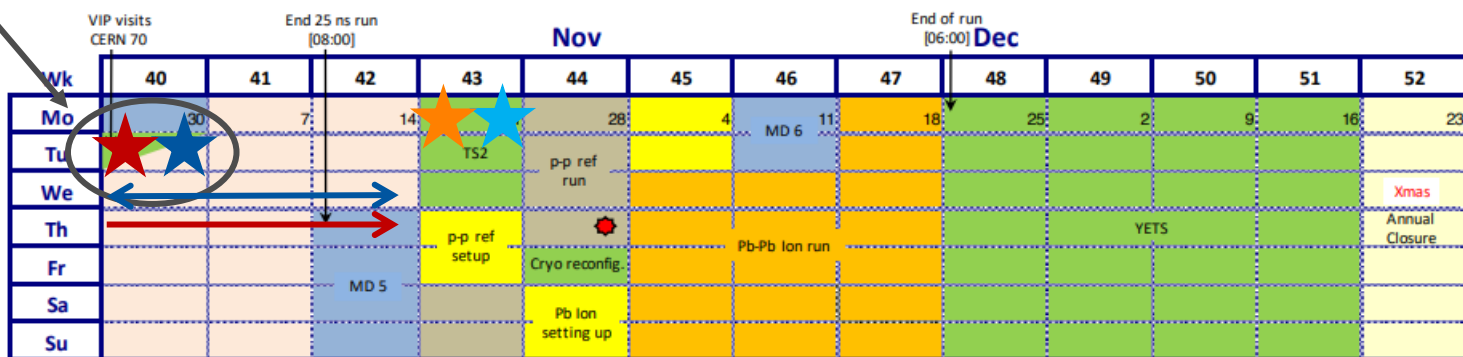 VIP visits
CERN 70
End 25 ns run
[08:00]
Nov
End of run
[06:00] Dec
Wk 40 41 42 43 44 45 46 47 48 49 50 51 52
Mo 30 7 14 28 4 11 18 25 2 9 16 23
MD 6
Tu TS2
p-p ref
run
We Xmas
Th
p-p ref
setup
Pb-Pb Ion run
YETS
Annual
Closure
Fr Cryo reconfig.
MD 5
Sa
Pb Ion
setting up
Su